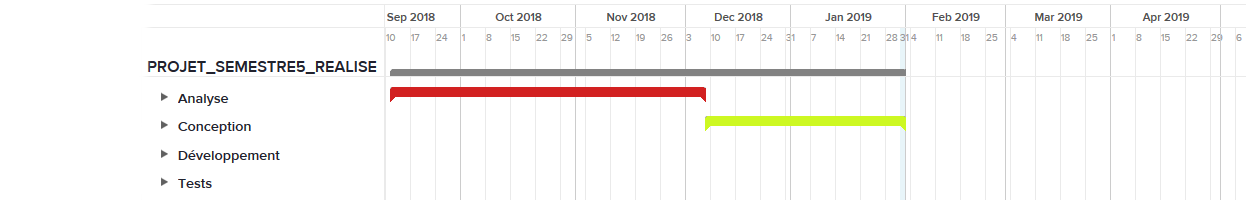 Sep 2018 Oct 2018 Nov 2018 Dec 2018 Jan 2019 Feb 2019 Mar 2019 Apr 2019
10 17 24 1 8 15 22 29 5 12 19 26 3 10 17 24 31 7 14 21 28 31 4 11 18 25 4 11 18 25 1 8 15 22 29 6
PROJET_SEMESTRE5_REALISE
Analyse
Conception
Développement
Tests